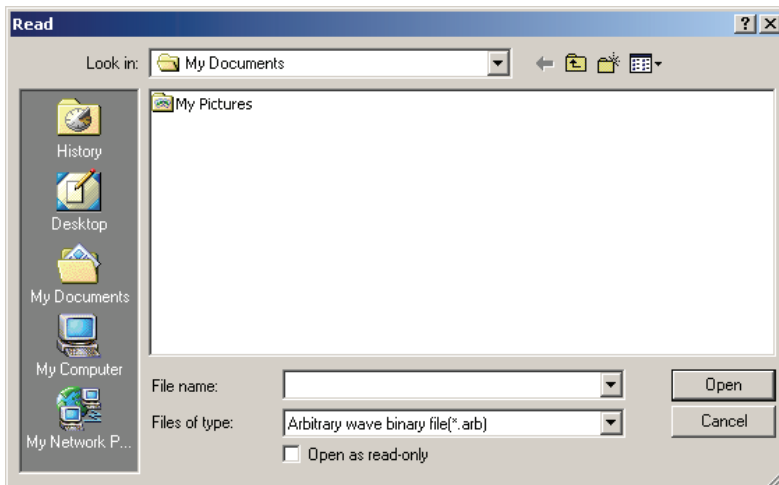 Read
Look in: My Documents
My Pictures
History
Desktop
My Documents
My Computer
My Network P...
File name:
Open
Files of type: Arbitrary wave binary file(*.arb)
Cancel
Open as read-only